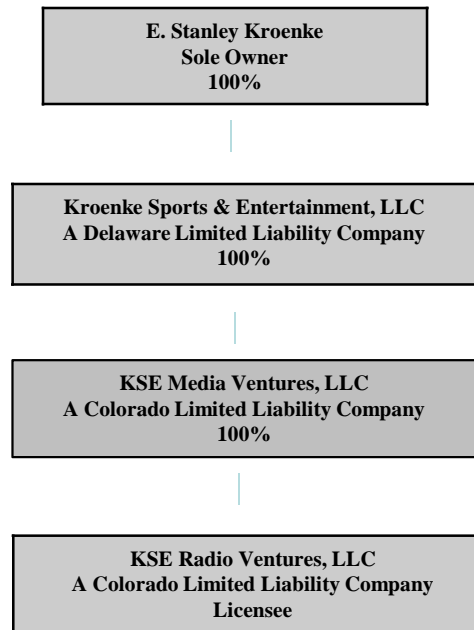 E. Stanley Kroenke
Sole Owner
100%
Kroenke Sports & Entertainment, LLC
A Delaware Limited Liability Company
100%
KSE Media Ventures, LLC
A Colorado Limited Liability Company
100%
KSE Radio Ventures, LLC
A Colorado Limited Liability Company
Licensee